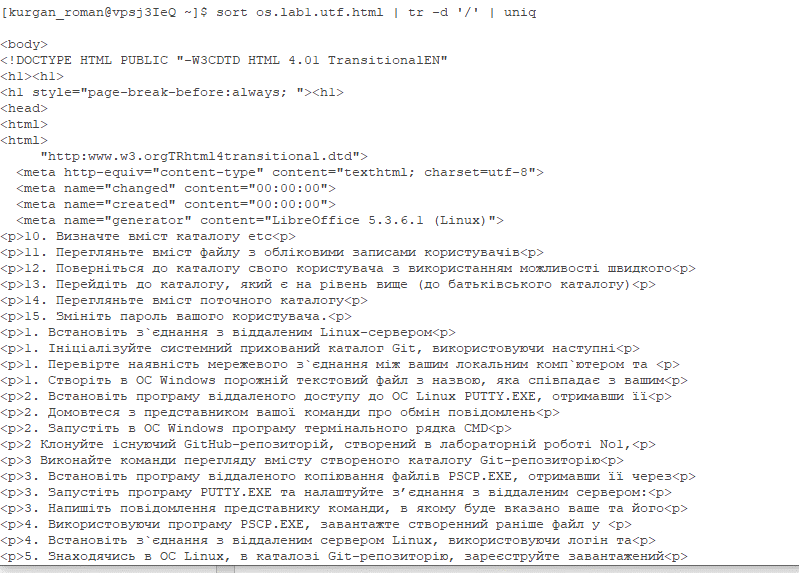 [kurgan_roman@vpsj3IeQ ~]$ sort os.lab1.utf.html | tr -d '/' | uniq
<body>
<!DOCTYPE HTML PUBLIC "-W3CDTD HTML 4.01 TransitionalEN"
<h1><h1>
<h1 style="page-break-before:always; "><h1>
<head>
<html>
<html>
"http:www.w3.orgTRhtml4transitional.dtd">
<meta http-equiv="content-type" content="texthtml; charset=utf-8">
<meta name="changed" content="00:00:00">
<meta name="created" content="00:00:00">
<meta name="generator" content="LibreOffice 5.3.6.1 (Linux)">
<p>10. Визначте вміст каталогу etc<p>
<p>11. Перегляньте вміст файлу з обліковими записами користувачів<p>
<p>12. Поверніться до каталогу свого користувача з використанням можливості швидкого<p>
<p>13. Перейдіть до каталогу, який є на рівень вище (до батьківського каталогу)<p>
<p>14. Перегляньте вміст поточного каталогу<p>
<p>15. Змініть пароль вашого користувача.<p>
<p>1. Встановіть з`єднання з віддаленим Linux-сервером<p>
<p>1. Ініціалізуйте системний прихований каталог Git, використовуючи наступні<p>
<p>1. Перевірте наявність мережевого з`єднання між вашим локальним комп`ютером та <p>
<p>1. Створіть в ОС Windows порожній текстовий файл з назвою, яка співпадає з вашим<p>
<p>2. Встановіть програму віддаленого доступу до ОС Linux PUTTY.EXE, отримавши її<p>
<p>2. Домовтеся з представником вашої команди про обмін повідомлень<p>
<p>2. Запустіть в ОС Windows програму термінального рядка CMD<p>
<p>2 Клонуйте існуючий GitHub-репозиторій, створений в лабораторній роботі No1,<p>
<p>3 Виконайте команди перегляду вмісту створеного каталогу Git-репозиторію<p>
<p>3. Встановіть програму віддаленого копіювання файлів PSCP.EXE, отримавши її через<p>
<p>3. Запустіть програму PUTTY.EXE та налаштуйте з’єднання з віддаленим сервером:<p>
<p>3. Напишіть повідомлення представнику команди, в якому буде вказано ваше та його<p>
<p>4. Використовуючи програму PSCP.EXE, завантажте створенний раніше файл у <p>
<p>4. Встановіть з`єднання з віддаленим сервером Linux, використовуючи логін та<p>
<p>5. Знаходячись в ОС Linux, в каталозі Git-репозиторію, зареєструйте завантажений<p>